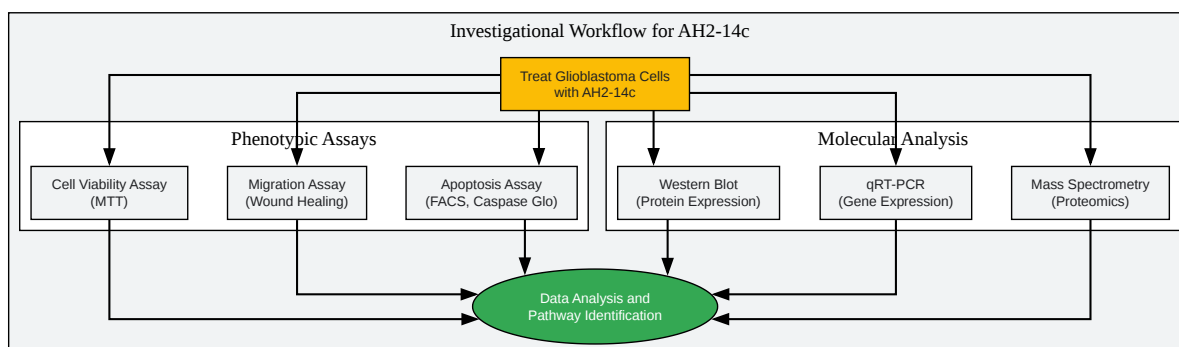 Investigational Workflow for AH2-14c
Treat Glioblastoma Cells
with AH2-14c
Phenotypic Assays
Molecular Analysis
Cell Viability Assay
(MTT)
Migration Assay
(Wound Healing)
Apoptosis Assay
(FACS, Caspase Glo)
Western Blot
(Protein Expression)
qRT-PCR
(Gene Expression)
Mass Spectrometry
(Proteomics)
Data Analysis and
Pathway Identification